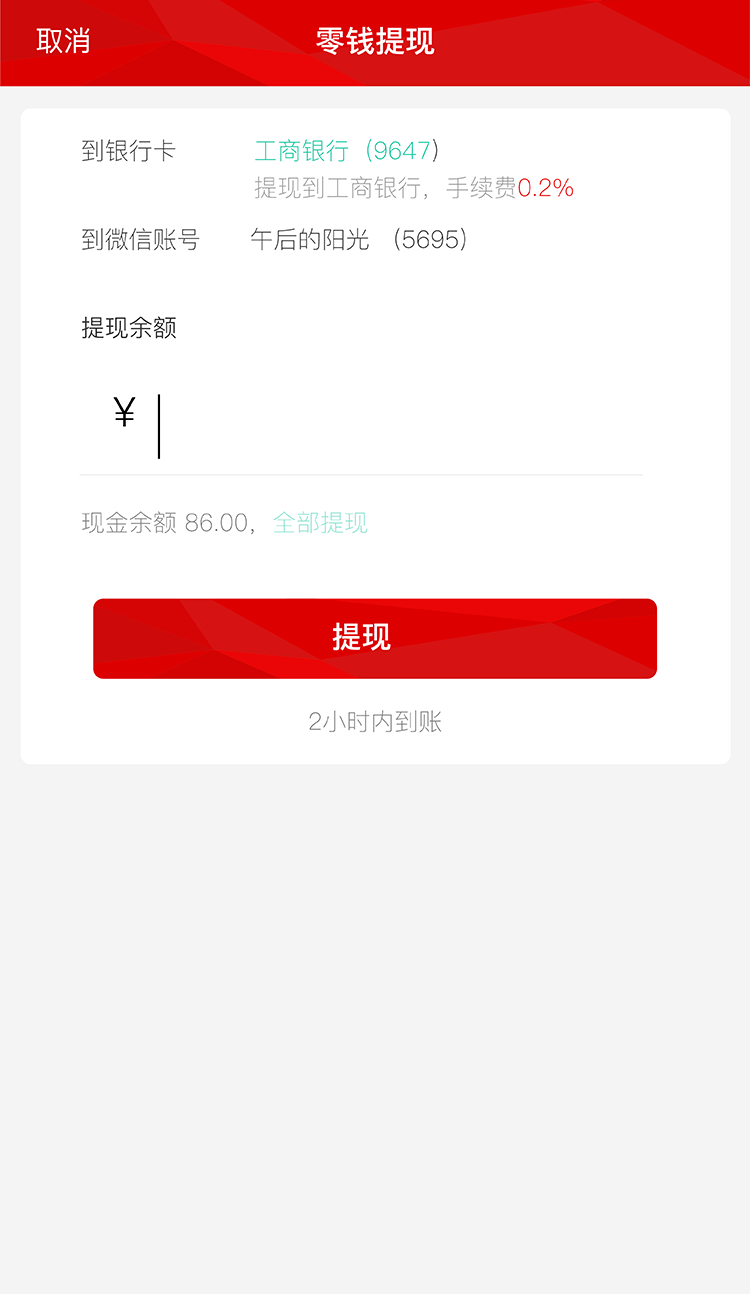 取消 零钱提现
到银行卡 工商银行（9647）
提现到工商银行，手续费0.2%
到微信账号 午后的阳光 （5695）
提现余额
¥
现金余额 86.00，全部提现
提现
2小时内到账